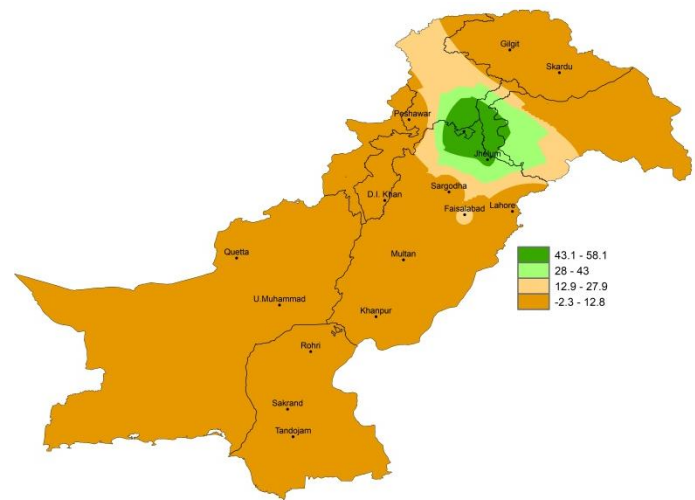 Gilgit
Skardu
Peshawar
Jhelum
Sargodha
D.I. Khan
Faisalabad
Lahore
Quetta
Multan
U.Muhammad
Khanpur
Rohri
Sakrand
Tandojam
43.1 - 58.1
28 - 43
12.9 - 27.9
-2.3 - 12.8